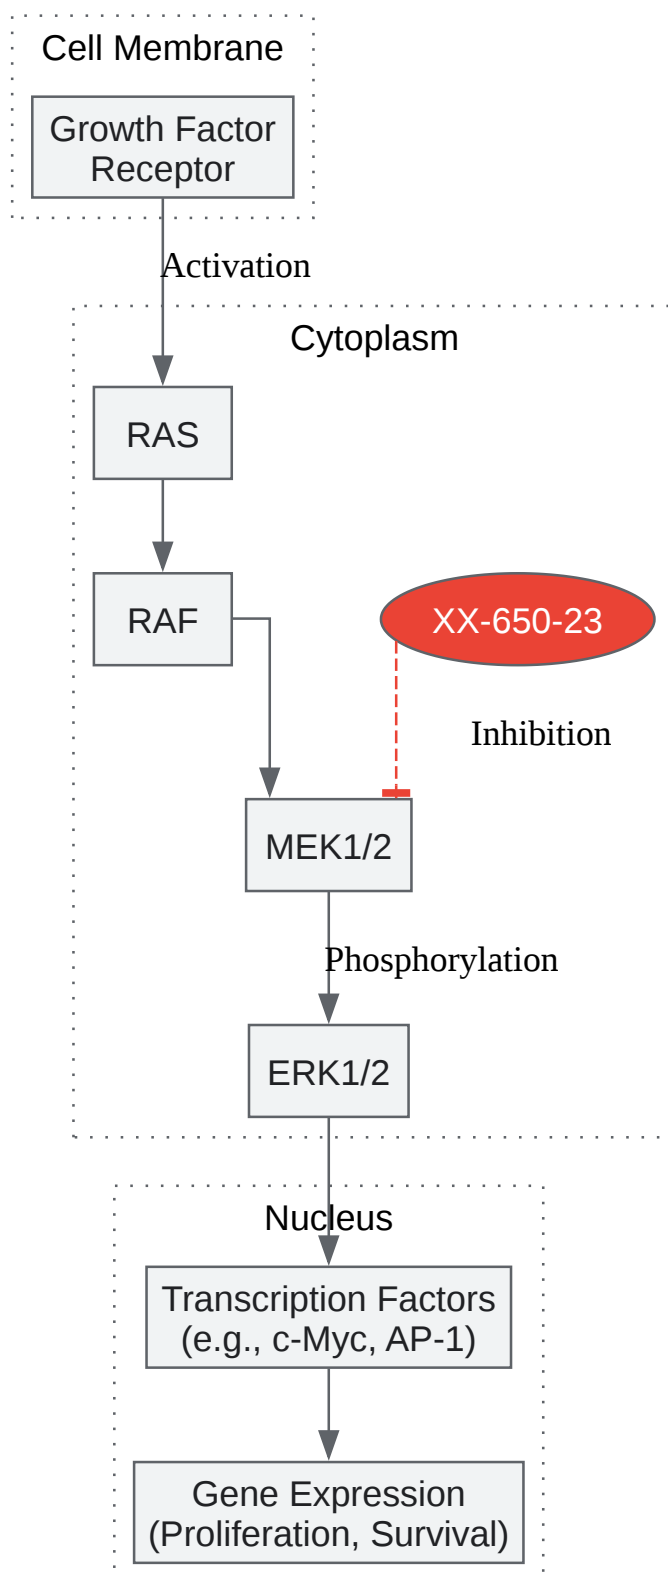 Cell Membrane
Growth Factor
Receptor
Activation
Cytoplasm
RAS
RAF
XX-650-23
Inhibition
MEK1/2
Phosphorylation
ERK1/2
Nucleus
Transcription Factors
(e.g., c-Myc, AP-1)
Gene Expression
(Proliferation, Survival)